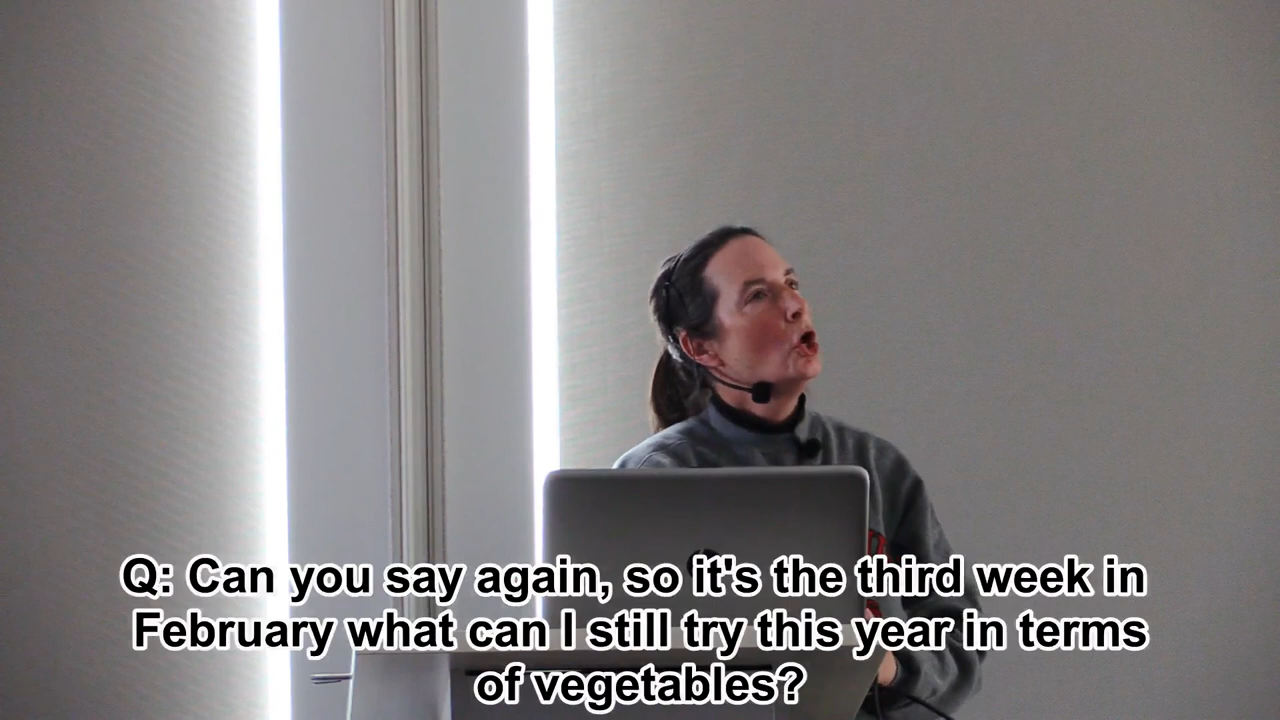 Q: Can you say again, so it's the third week in
February what can I still try this year in terms
of vegetables?